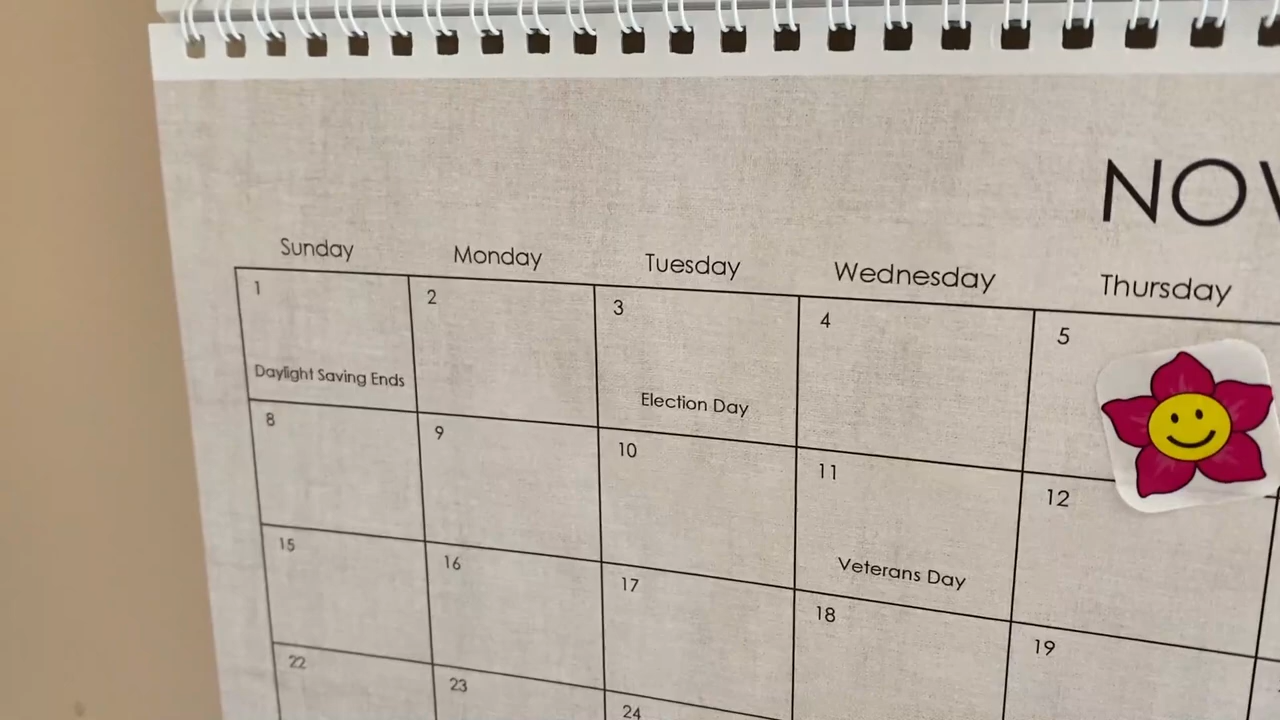 NOV
Sunday Monday Tuesday Wednesday Thursday
1 2 3 4 5
Daylight Saving Ends Election Day
8 9 10 11 12
Veterans Day
15 16 17 18 19
22 23 24